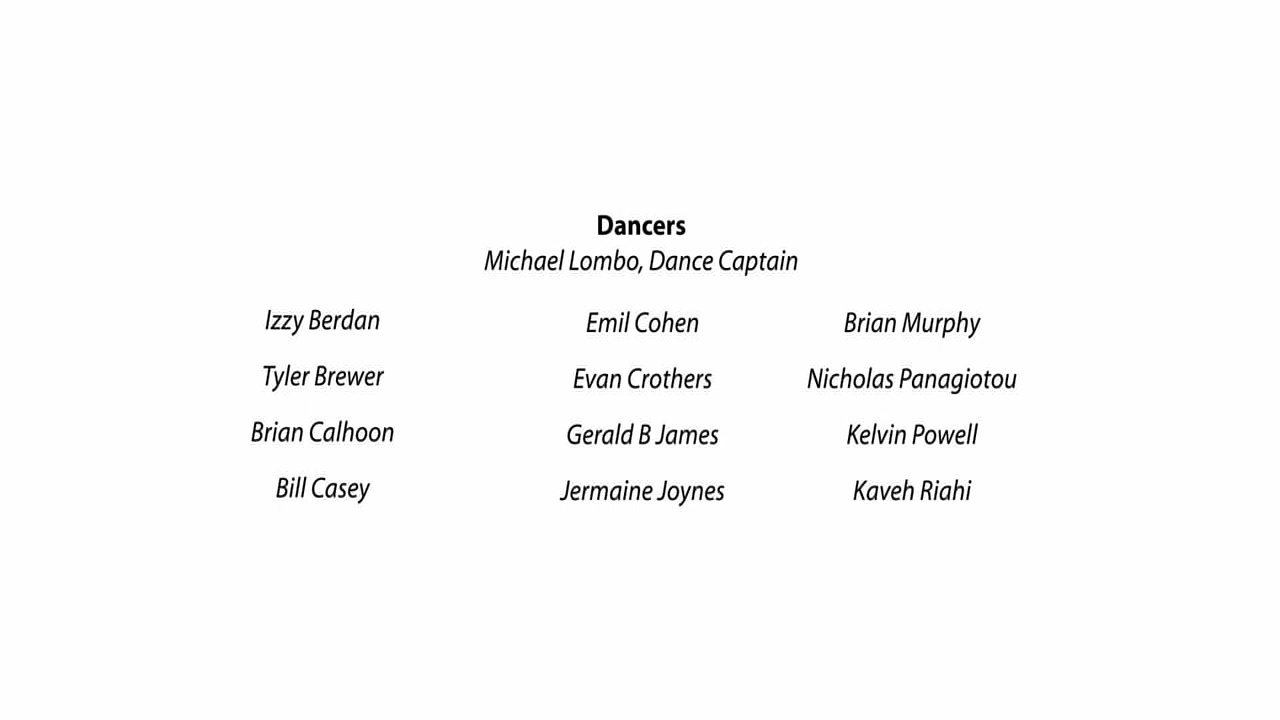 Dancers
Michael Lombo, Dance Captain
Izzy Berdan
Tyler Brewer
Brian Calhoon
Bill Casey
Emil Cohen
Evan Crothers
Gerald B James
Jermaine Joynes
Brian Murphy
Nicholas Panagiotou
Kelvin Powell
Kaveh Riahi